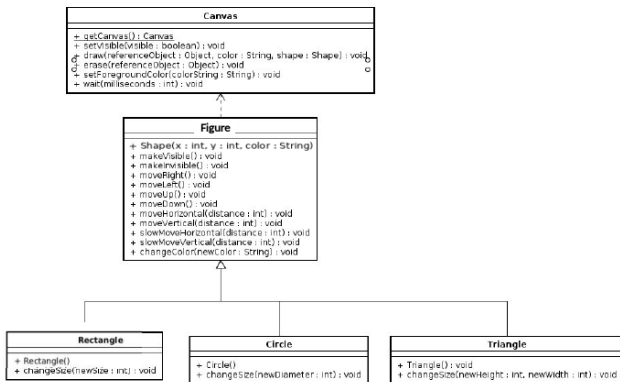 Canvas
+ getCanvas() : Canvas
+ setVisible(visible : boolean) : void
+ draw(referenceObject : Object, color : String, shape : Shape) : void
+ erase(referenceObject : Object) : void
+ setForegroundColor(colorString : String) : void
+ wait(milliseconds : int) : void
Figure
+ Shape(x : int, y : int, color : String)
+ makeVisible() : void
+ makeInvisible() : void
+ moveRight() : void
+ moveLeft() : void
+ moveUp() : void
+ moveDown() : void
+ moveHorizontal(distance : int) : void
+ moveVertical(distance : int) : void
+ slowMoveHorizontal(distance : int) : void
+ slowMoveVertical(distance : int) : void
+ changeColor(newColor : String) : void
Rectangle
+ Rectangle()
+ changeSize(newSize : int) : void
Circle
+ Circle()
+ changeSize(newDiameter : int) : void
Triangle
+ Triangle() : void
+ changeSize(newHeight : int, newWidth : int) : void